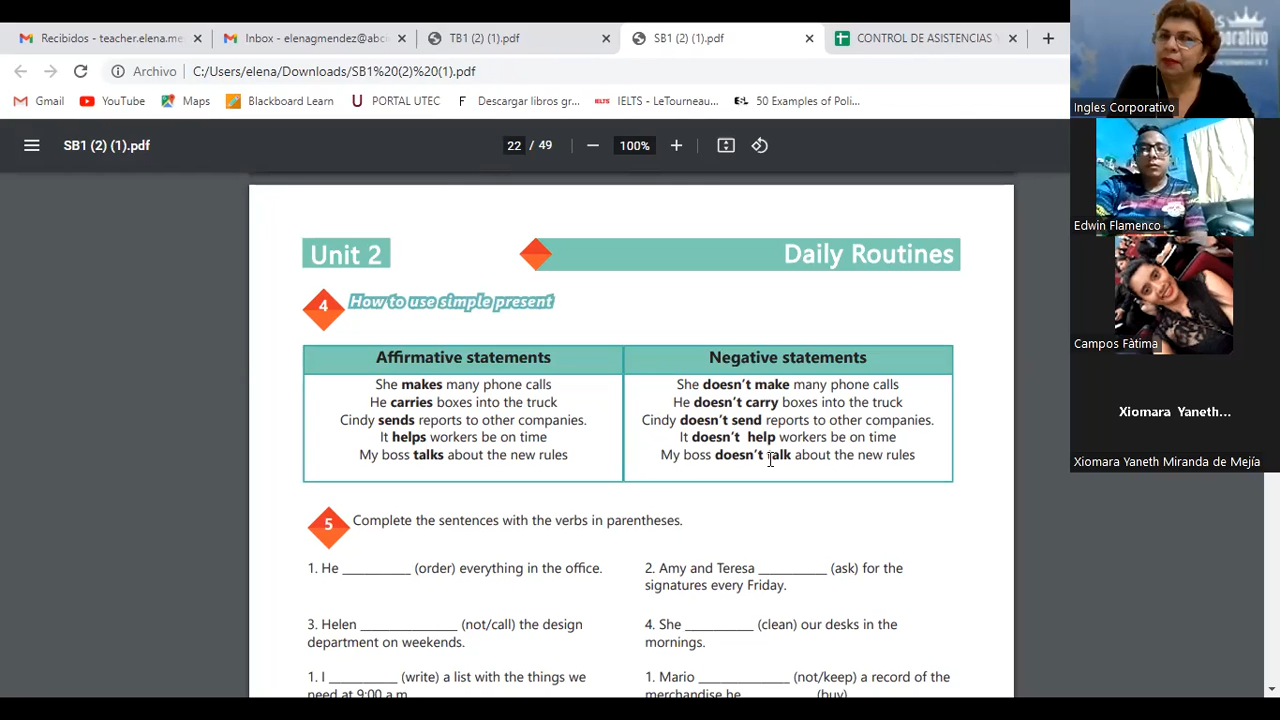 Recibidos - teacher.elena.me
Inbox - elenagmendez@abc
TB1 (2) (1).pdf
SB1 (2) (1).pdf
CONTROL DE ASISTENCIAS
Archivo
C:/Users/elena/Downloads/SB1%20(2)%20(1).pdf
Gmail
YouTube
Maps
Blackboard Learn
PORTAL UTEC
Descargar libros gr...
IELTS - LeTourneau...
50 Examples of Poli...
SB1 (2) (1).pdf
22 / 49
100%
Unit 2
Daily Routines
4 How to use simple present
Affirmative statements
She makes many phone calls
He carries boxes into the truck
Cindy sends reports to other companies.
It helps workers be on time
My boss talks about the new rules
Negative statements
She doesn't make many phone calls
He doesn't carry boxes into the truck
Cindy doesn't send reports to other companies.
It doesn't help workers be on time
My boss doesn't talk about the new rules
5 Complete the sentences with the verbs in parentheses.
1. He __________ (order) everything in the office.
2. Amy and Teresa __________ (ask) for the
signatures every Friday.
3. Helen ______________ (not/call) the design
department on weekends.
4. She __________ (clean) our desks in the
mornings.
1. I __________ (write) a list with the things we
need at 9:00 a.m.
1. Mario _____________ (not/keep) a record of the
merchandise he ___________ (buy)
Ingles Corporativo
Edwin Flamenco
Campos Fàtima
Xiomara Yaneth...
Xiomara Yaneth Miranda de Mejía